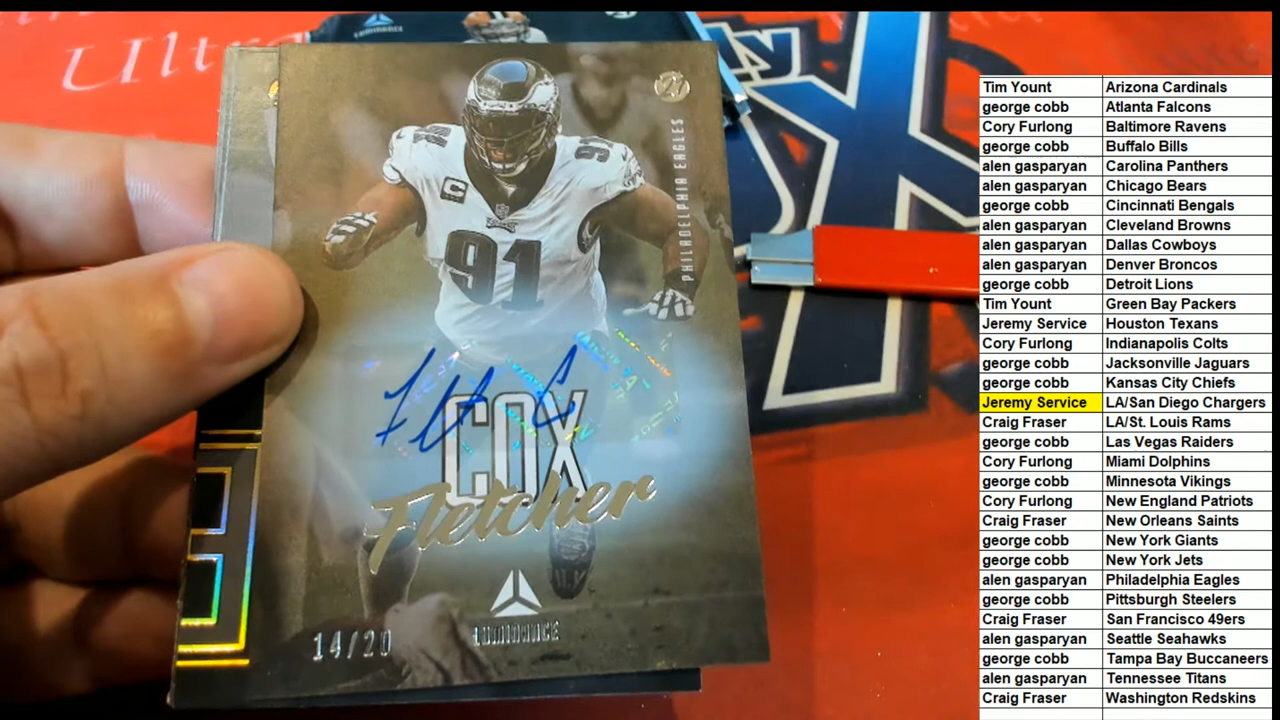 Ultra
ly
LUMINANCE
27
PHILADELPHIA EAGLES
91
C
91
COX
Fletcher
14/20
LUMINANCE
Tim Yount Arizona Cardinals
george cobb Atlanta Falcons
Cory Furlong Baltimore Ravens
george cobb Buffalo Bills
alen gasparyan Carolina Panthers
alen gasparyan Chicago Bears
george cobb Cincinnati Bengals
alen gasparyan Cleveland Browns
alen gasparyan Dallas Cowboys
alen gasparyan Denver Broncos
george cobb Detroit Lions
Tim Yount Green Bay Packers
Jeremy Service Houston Texans
Cory Furlong Indianapolis Colts
george cobb Jacksonville Jaguars
george cobb Kansas City Chiefs
Jeremy Service LA/San Diego Chargers
Craig Fraser LA/St. Louis Rams
george cobb Las Vegas Raiders
Cory Furlong Miami Dolphins
george cobb Minnesota Vikings
Cory Furlong New England Patriots
Craig Fraser New Orleans Saints
george cobb New York Giants
george cobb New York Jets
alen gasparyan Philadelphia Eagles
george cobb Pittsburgh Steelers
Craig Fraser San Francisco 49ers
alen gasparyan Seattle Seahawks
george cobb Tampa Bay Buccaneers
alen gasparyan Tennessee Titans
Craig Fraser Washington Redskins